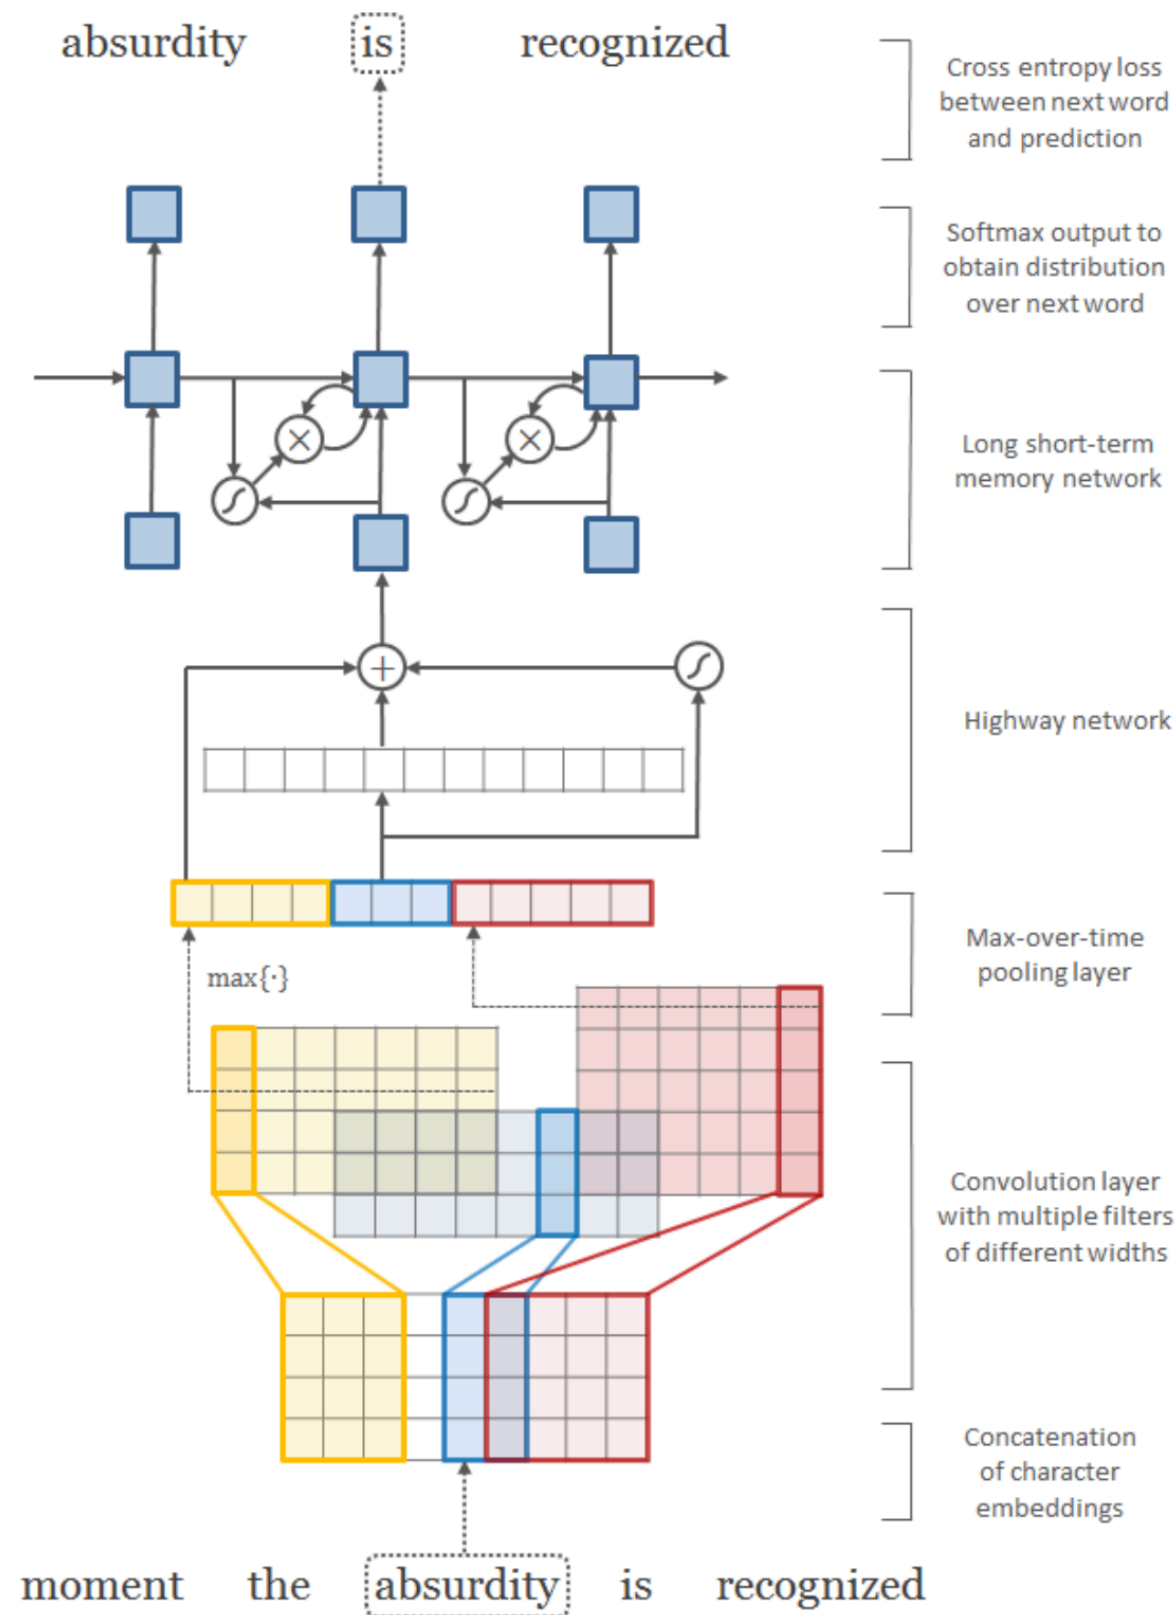 absurdity is recognized
Cross entropy loss
between next word
and prediction
Softmax output to
obtain distribution
over next word
Long short-term
memory network
Highway network
Max-over-time
pooling layer
max{·}
Convolution layer
with multiple filters
of different widths
Concatenation
of character
embeddings
moment the absurdity is recognized